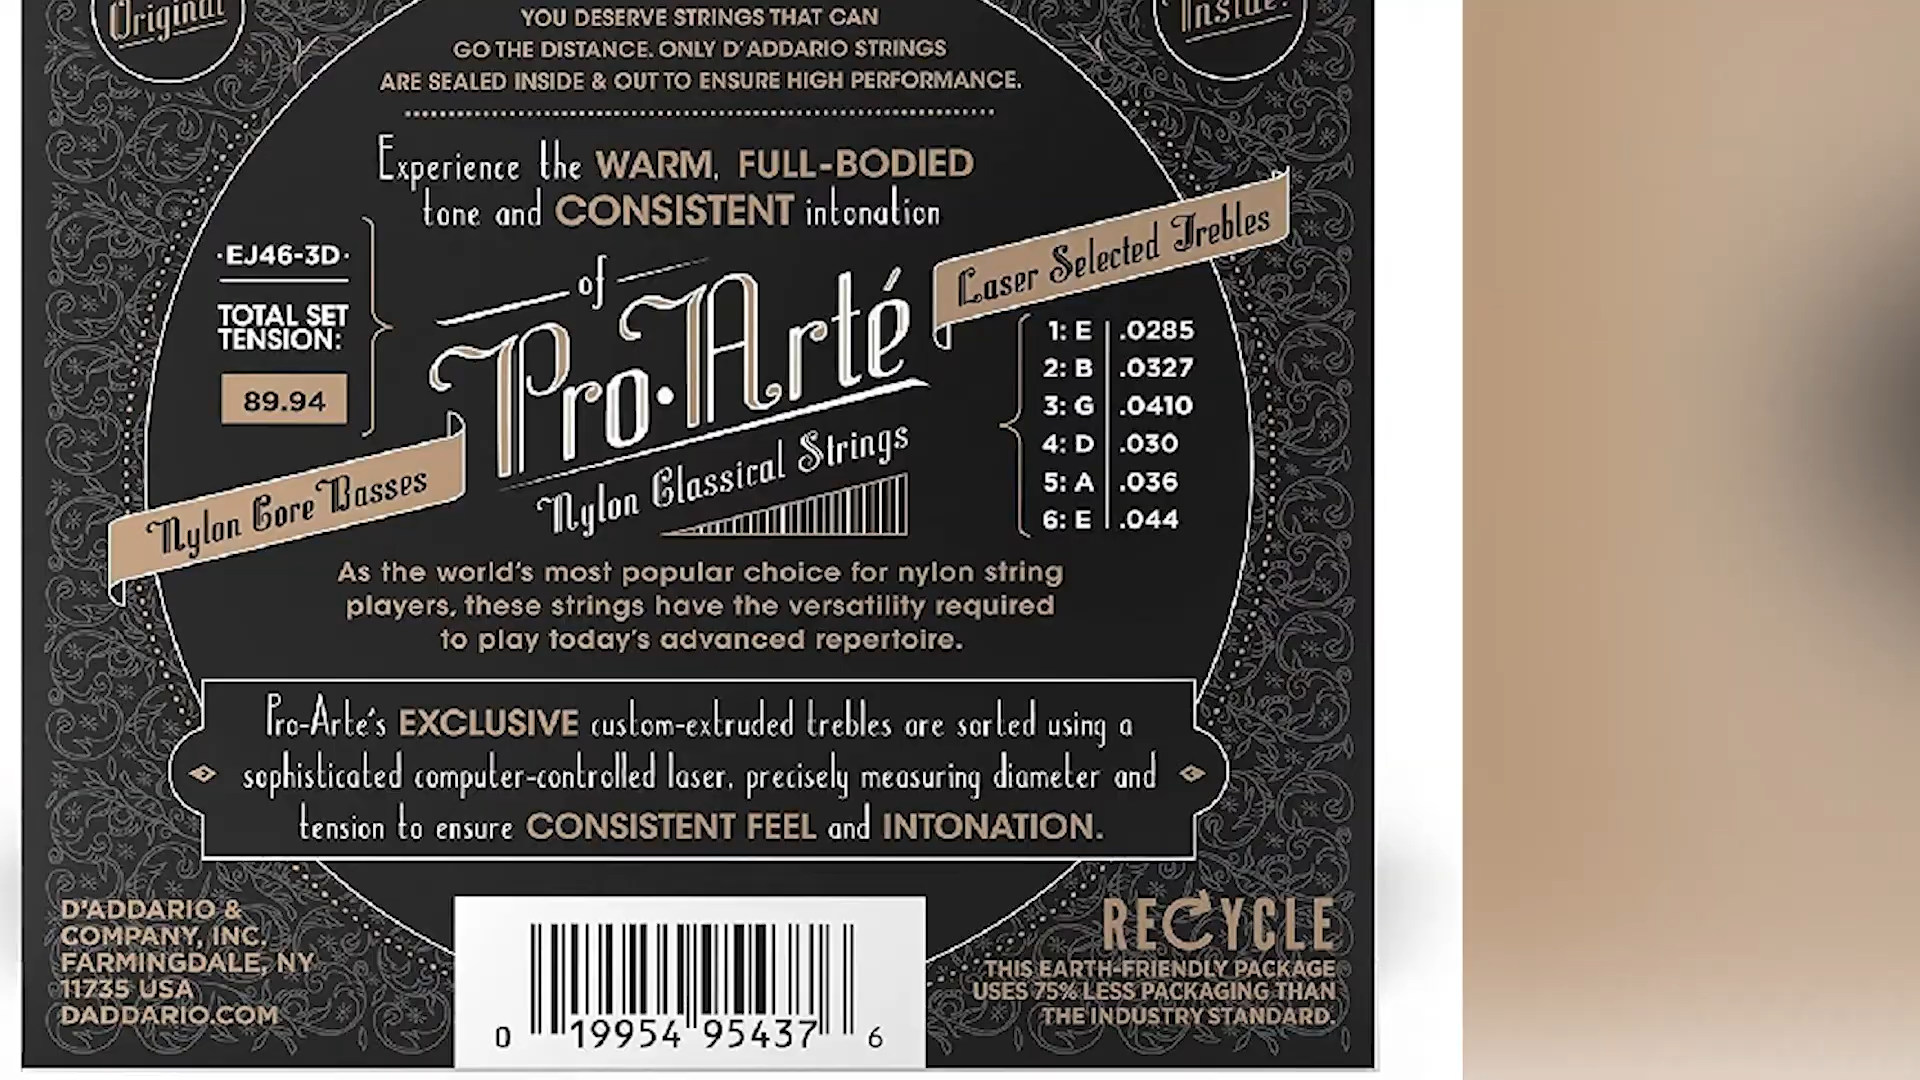 Original
Inside!
YOU DESERVE STRINGS THAT CAN
GO THE DISTANCE. ONLY D'ADDARIO STRINGS
ARE SEALED INSIDE & OUT TO ENSURE HIGH PERFORMANCE.
Experience the WARM, FULL-BODIED
tone and CONSISTENT intonation
of
Pro·Arté
Nylon Classical Strings
·EJ46-3D·
TOTAL SET
TENSION:
89.94
Nylon Core Basses
Laser Selected Trebles
1: E .0285
2: B .0327
3: G .0410
4: D .030
5: A .036
6: E .044
As the world's most popular choice for nylon string
players, these strings have the versatility required
to play today's advanced repertoire.
Pro-Arte's EXCLUSIVE custom-extruded trebles are sorted using a
sophisticated computer-controlled laser, precisely measuring diameter and
tension to ensure CONSISTENT FEEL and INTONATION.
D'ADDARIO &
COMPANY, INC.
FARMINGDALE, NY
11735 USA
DADDARIO.COM
0 19954 95437 6
RECYCLE
THIS EARTH-FRIENDLY PACKAGE
USES 75% LESS PACKAGING THAN
THE INDUSTRY STANDARD.